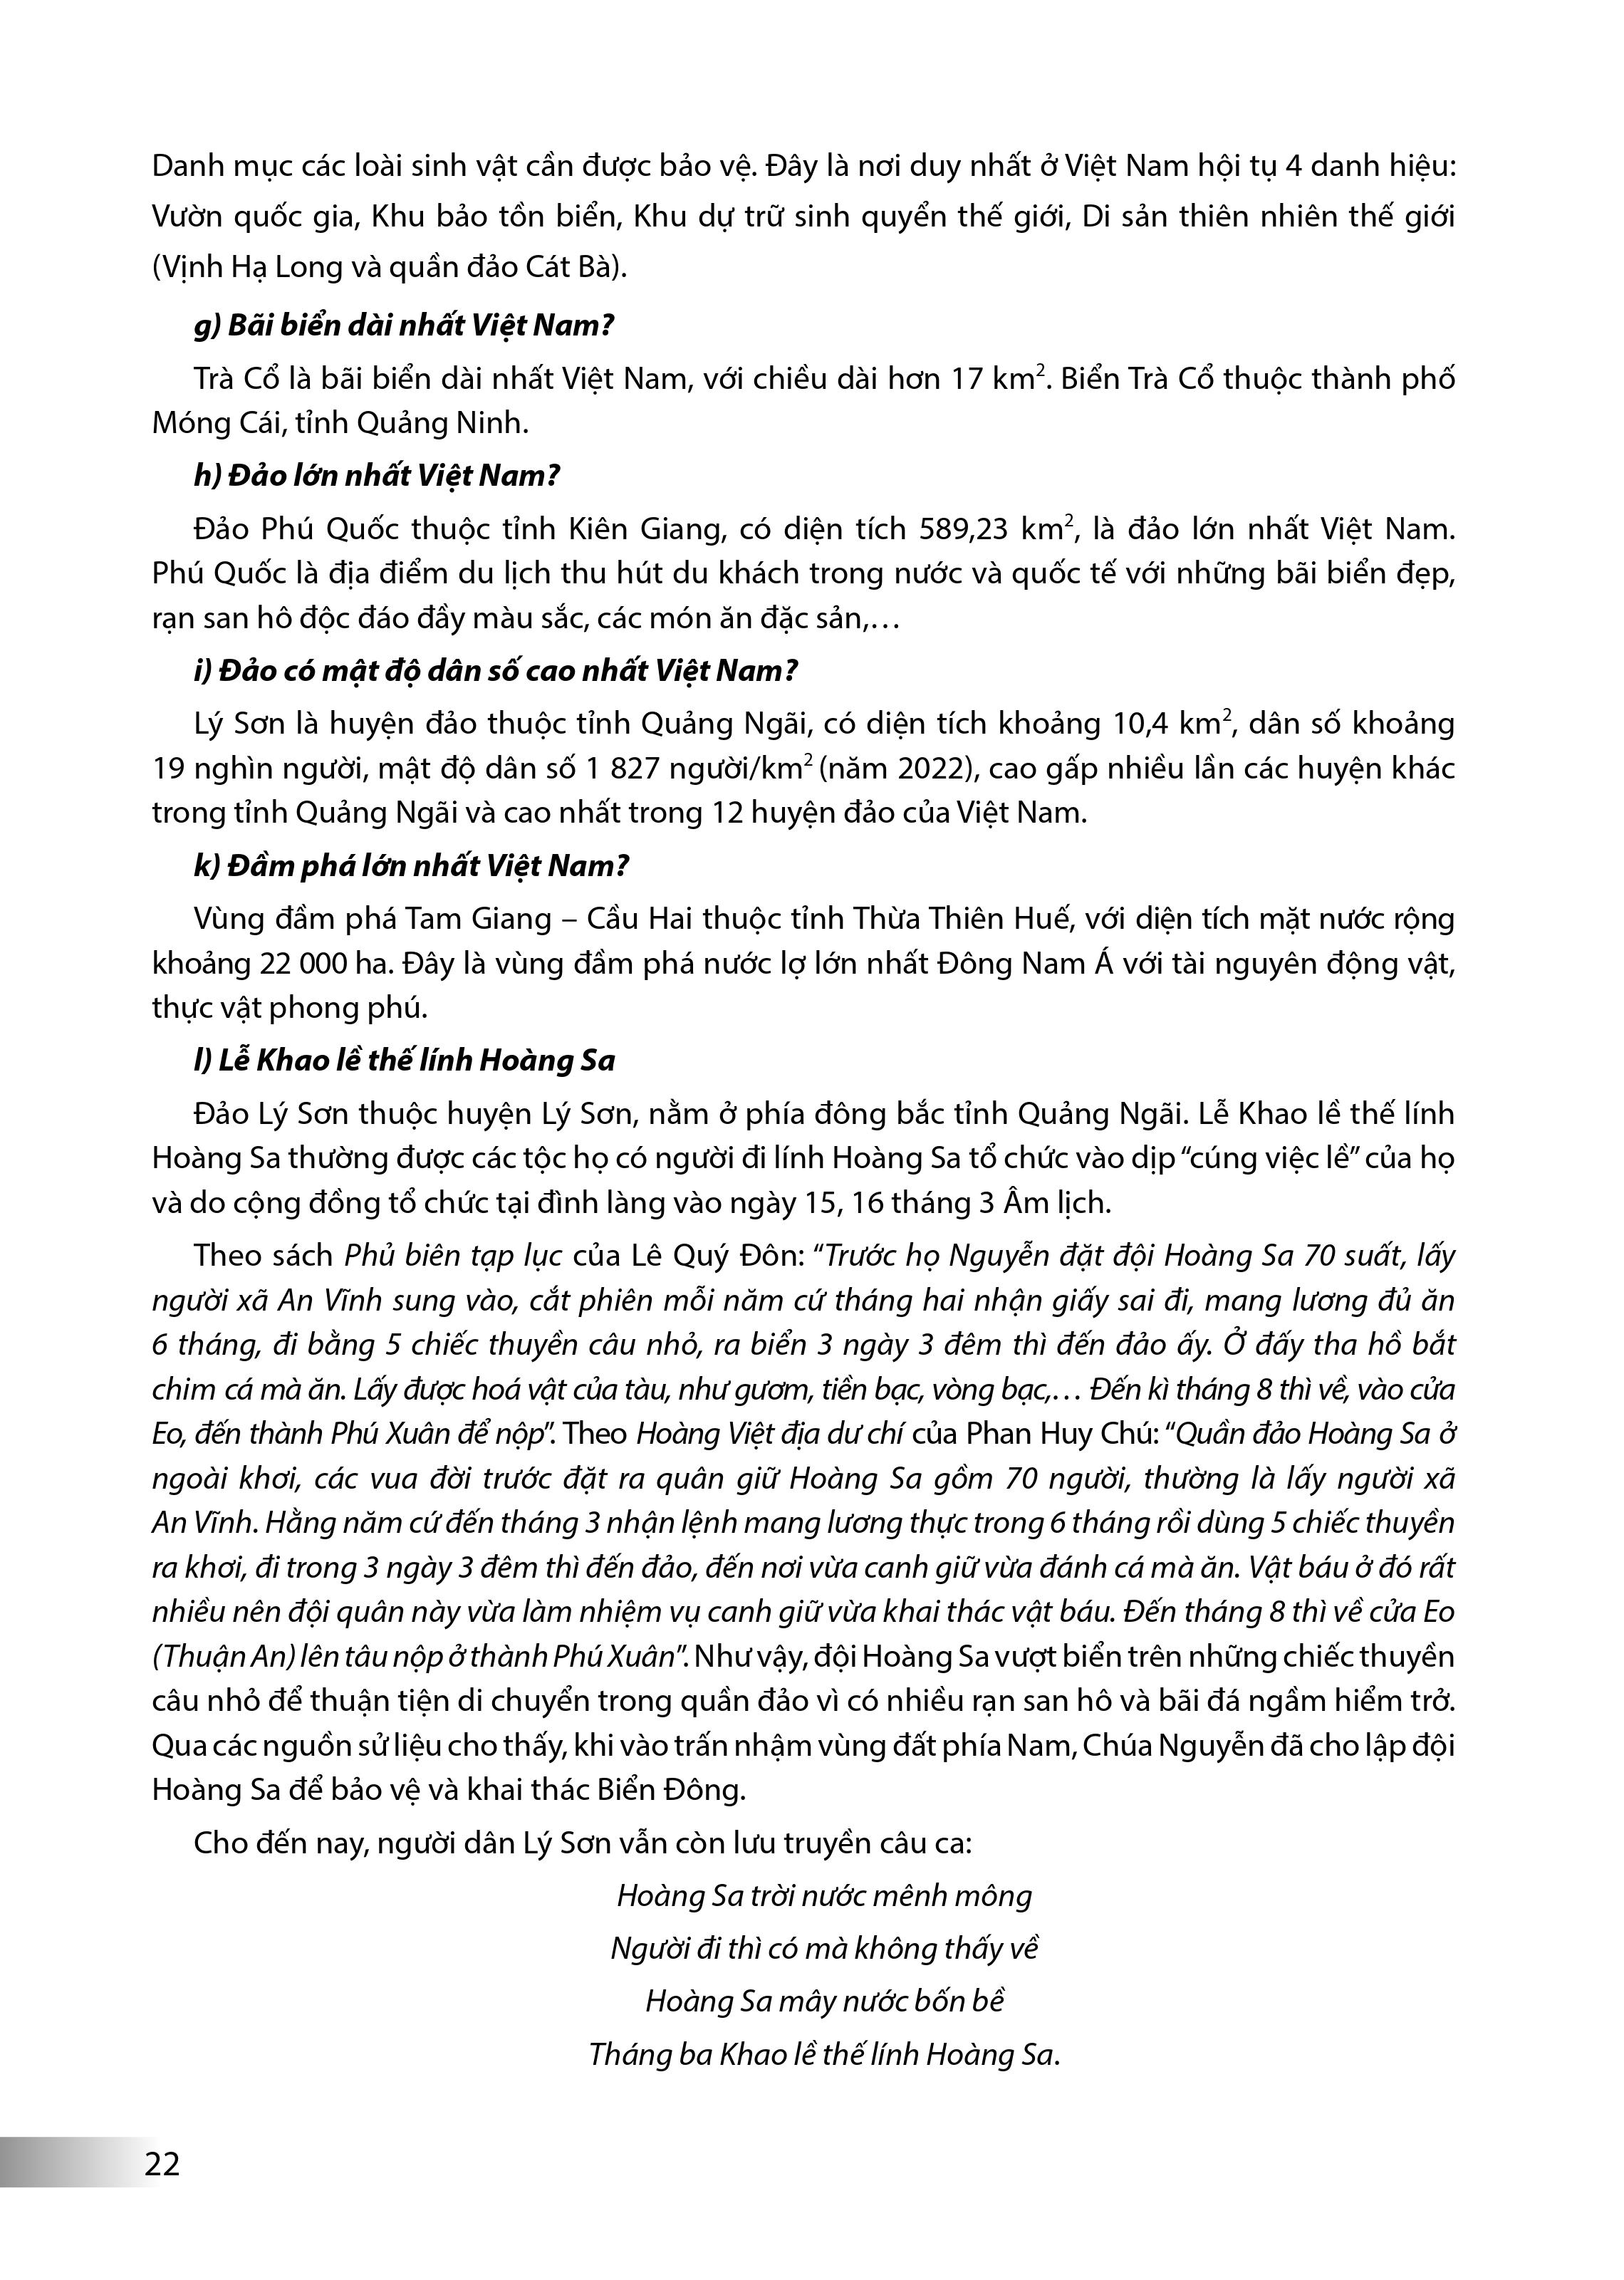 Danh mục các loài sinh vật cần được bảo vệ. Đây là nơi duy nhất ở Việt Nam hội tụ 4 danh hiệu:
Vườn quốc gia, Khu bảo tồn biển, Khu dự trữ sinh quyển thế giới, Di sản thiên nhiên thế giới
(Vịnh Hạ Long và quần đảo Cát Bà).
g) Bãi biển dài nhất Việt Nam?
Trà Cổ là bãi biển dài nhất Việt Nam, với chiều dài hơn 17 km². Biển Trà Cổ thuộc thành phố
Móng Cái, tỉnh Quảng Ninh.
h) Đảo lớn nhất Việt Nam?
Đảo Phú Quốc thuộc tỉnh Kiên Giang, có diện tích 589,23 km², là đảo lớn nhất Việt Nam.
Phú Quốc là địa điểm du lịch thu hút du khách trong nước và quốc tế với những bãi biển đẹp,
rạn san hô độc đáo đầy màu sắc, các món ăn đặc sản,…
i) Đảo có mật độ dân số cao nhất Việt Nam?
Lý Sơn là huyện đảo thuộc tỉnh Quảng Ngãi, có diện tích khoảng 10,4 km², dân số khoảng
19 nghìn người, mật độ dân số 1 827 người/km² (năm 2022), cao gấp nhiều lần các huyện khác
trong tỉnh Quảng Ngãi và cao nhất trong 12 huyện đảo của Việt Nam.
k) Đầm phá lớn nhất Việt Nam?
Vùng đầm phá Tam Giang – Cầu Hai thuộc tỉnh Thừa Thiên Huế, với diện tích mặt nước rộng
khoảng 22 000 ha. Đây là vùng đầm phá nước lợ lớn nhất Đông Nam Á với tài nguyên động vật,
thực vật phong phú.
l) Lễ Khao lề thế lính Hoàng Sa
Đảo Lý Sơn thuộc huyện Lý Sơn, nằm ở phía đông bắc tỉnh Quảng Ngãi. Lễ Khao lề thế lính
Hoàng Sa thường được các tộc họ có người đi lính Hoàng Sa tổ chức vào dịp “cúng việc lề” của họ
và do cộng đồng tổ chức tại đình làng vào ngày 15, 16 tháng 3 Âm lịch.
Theo sách Phủ biên tạp lục của Lê Quý Đôn: “Trước họ Nguyễn đặt đội Hoàng Sa 70 suất, lấy
người xã An Vĩnh sung vào, cắt phiên mỗi năm cứ tháng hai nhận giấy sai đi, mang lương đủ ăn
6 tháng, đi bằng 5 chiếc thuyền câu nhỏ, ra biển 3 ngày 3 đêm thì đến đảo ấy. Ở đấy tha hồ bắt
chim cá mà ăn. Lấy được hoá vật của tàu, như gươm, tiền bạc, vòng bạc,… Đến kì tháng 8 thì về, vào cửa
Eo, đến thành Phú Xuân để nộp”. Theo Hoàng Việt địa dư chí của Phan Huy Chú: “Quần đảo Hoàng Sa ở
ngoài khơi, các vua đời trước đặt ra quân giữ Hoàng Sa gồm 70 người, thường là lấy người xã
An Vĩnh. Hằng năm cứ đến tháng 3 nhận lệnh mang lương thực trong 6 tháng rồi dùng 5 chiếc thuyền
ra khơi, đi trong 3 ngày 3 đêm thì đến đảo, đến nơi vừa canh giữ vừa đánh cá mà ăn. Vật báu ở đó rất
nhiều nên đội quân này vừa làm nhiệm vụ canh giữ vừa khai thác vật báu. Đến tháng 8 thì về cửa Eo
(Thuận An) lên tâu nộp ở thành Phú Xuân”. Như vậy, đội Hoàng Sa vượt biển trên những chiếc thuyền
câu nhỏ để thuận tiện di chuyển trong quần đảo vì có nhiều rạn san hô và bãi đá ngầm hiểm trở.
Qua các nguồn sử liệu cho thấy, khi vào trấn nhậm vùng đất phía Nam, Chúa Nguyễn đã cho lập đội
Hoàng Sa để bảo vệ và khai thác Biển Đông.
Cho đến nay, người dân Lý Sơn vẫn còn lưu truyền câu ca:
Hoàng Sa trời nước mênh mông
Người đi thì có mà không thấy về
Hoàng Sa mây nước bốn bề
Tháng ba Khao lề thế lính Hoàng Sa.
22